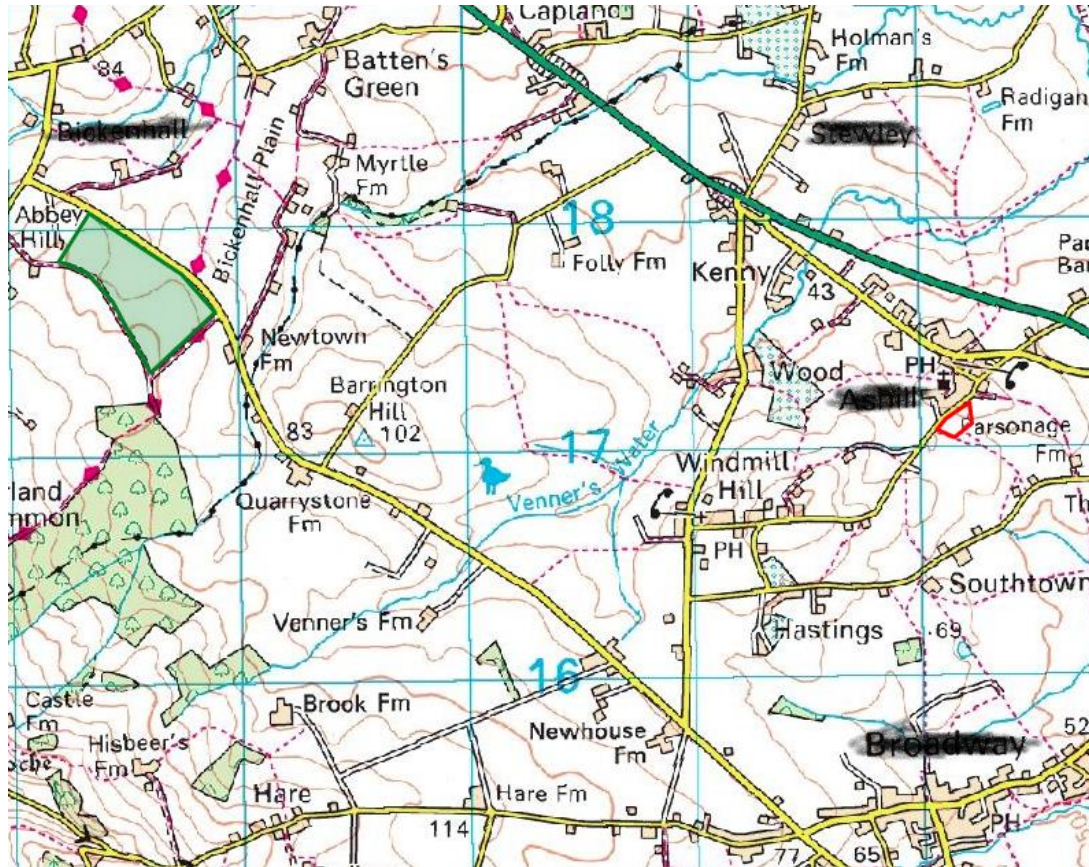 Capland
Holman's
Fm
84
Batten's
Green
Radigan
Fm
Bickenhall
Stewley
Myrtle
Fm
Bickenhall Plain
Abbey
Hill
18
Folly Fm
Kenny
43
Newtown
Fm
PH
Wood
Barrington
Hill
102
Ashill
Parsonage
Fm
83
17
Quarrystone
Fm
Venner's Water
Windmill
Hill
PH
Southtown
Venner's Fm
Hastings
69
16
Castle
Fm
Brook Fm
Newhouse
Fm
Broadway
52
Hisbeer's
Fm
Hare
Hare Fm
114
77
65
PH